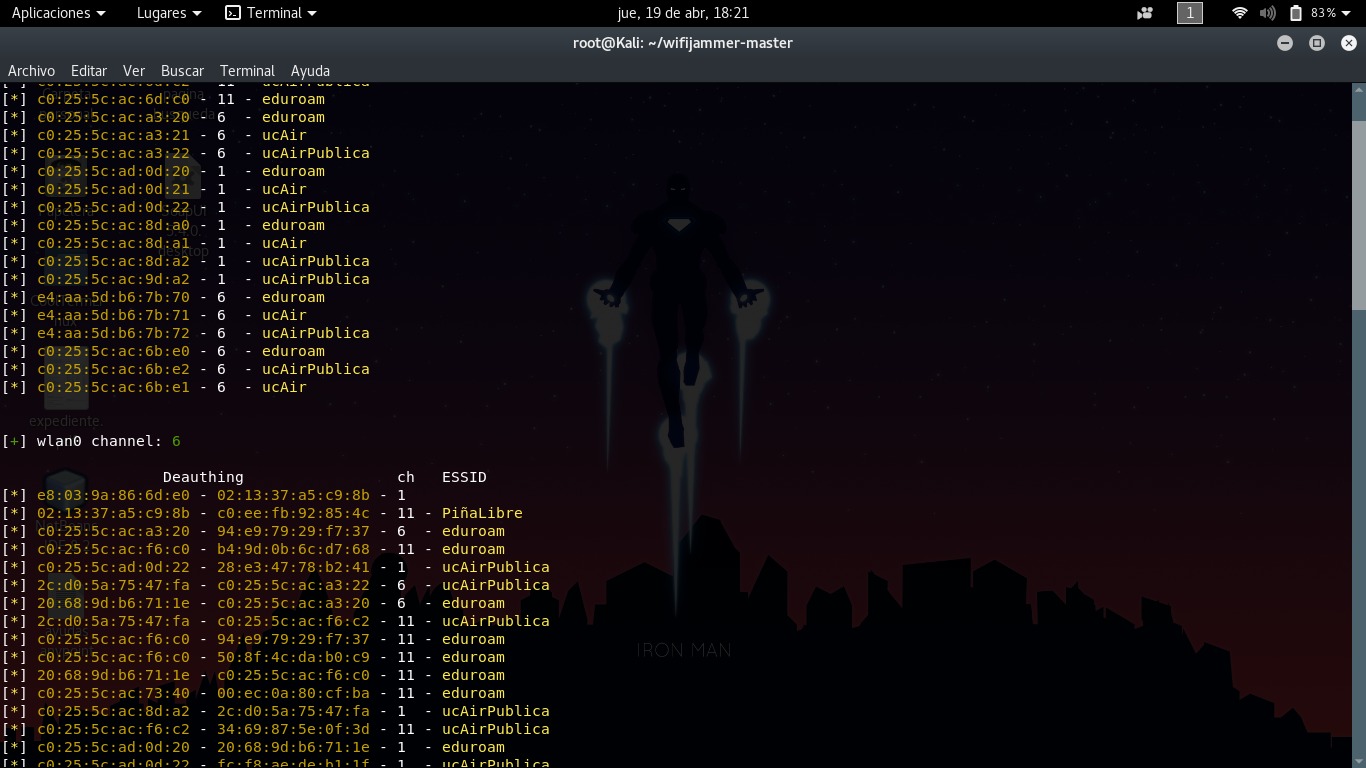 Aplicaciones Lugares Terminal jue, 19 de abr, 18:21 1 83%
root@Kali: ~/wifijammer-master
Archivo Editar Ver Buscar Terminal Ayuda
[*] c0:25:5c:ac:6d:c0 - 11 - eduroam
[*] c0:25:5c:ac:a3:20 - 6 - eduroam
[*] c0:25:5c:ac:a3:21 - 6 - ucAir
[*] c0:25:5c:ac:a3:22 - 6 - ucAirPublica
[*] c0:25:5c:ad:0d:20 - 1 - eduroam
[*] c0:25:5c:ad:0d:21 - 1 - ucAir
[*] c0:25:5c:ad:0d:22 - 1 - ucAirPublica
[*] c0:25:5c:ac:8d:a0 - 1 - eduroam
[*] c0:25:5c:ac:8d:a1 - 1 - ucAir
[*] c0:25:5c:ac:8d:a2 - 1 - ucAirPublica
[*] c0:25:5c:ac:9d:a2 - 1 - ucAirPublica
[*] e4:aa:5d:b6:7b:70 - 6 - eduroam
[*] e4:aa:5d:b6:7b:71 - 6 - ucAir
[*] e4:aa:5d:b6:7b:72 - 6 - ucAirPublica
[*] c0:25:5c:ac:6b:e0 - 6 - eduroam
[*] c0:25:5c:ac:6b:e2 - 6 - ucAirPublica
[*] c0:25:5c:ac:6b:e1 - 6 - ucAir
expediente.
[+] wlan0 channel: 6
Deauthing ch ESSID
[*] e8:03:9a:86:6d:e0 - 02:13:37:a5:c9:8b - 1
[*] 02:13:37:a5:c9:8b - c0:ee:fb:92:85:4c - 11 - PiñaLibre
[*] c0:25:5c:ac:a3:20 - 94:e9:79:29:f7:37 - 6 - eduroam
[*] c0:25:5c:ac:f6:c0 - b4:9d:0b:6c:d7:68 - 11 - eduroam
[*] c0:25:5c:ad:0d:22 - 28:e3:47:78:b2:41 - 1 - ucAirPublica
[*] 2c:d0:5a:75:47:fa - c0:25:5c:ac:a3:22 - 6 - ucAirPublica
[*] 20:68:9d:b6:71:1e - c0:25:5c:ac:a3:20 - 6 - eduroam
[*] 2c:d0:5a:75:47:fa - c0:25:5c:ac:f6:c2 - 11 - ucAirPublica
[*] c0:25:5c:ac:f6:c0 - 94:e9:79:29:f7:37 - 11 - eduroam
[*] c0:25:5c:ac:f6:c0 - 50:8f:4c:da:b0:c9 - 11 - eduroam
[*] 20:68:9d:b6:71:1e - c0:25:5c:ac:f6:c0 - 11 - eduroam
[*] c0:25:5c:ac:73:40 - 00:ec:0a:80:cf:ba - 11 - eduroam
[*] c0:25:5c:ac:8d:a2 - 2c:d0:5a:75:47:fa - 1 - ucAirPublica
[*] c0:25:5c:ac:f6:c2 - 34:69:87:5e:0f:3d - 11 - ucAirPublica
[*] c0:25:5c:ad:0d:20 - 20:68:9d:b6:71:1e - 1 - eduroam
[*] c0:25:5c:ad:0d:22 - fc:f8:ae:de:b1:1f - 1 - ucAirPublica
IRON MAN